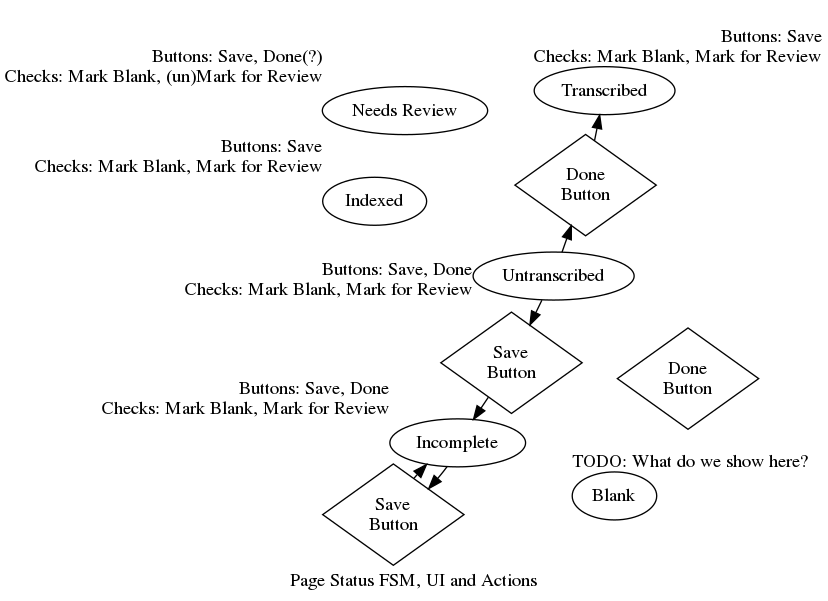 Buttons: Save
Checks: Mark Blank, Mark for Review
Transcribed
Buttons: Save, Done(?)
Checks: Mark Blank, (un)Mark for Review
Needs Review
Buttons: Save
Checks: Mark Blank, Mark for Review
Indexed
Done
Button
Buttons: Save, Done
Checks: Mark Blank, Mark for Review
Untranscribed
Save
Button
Done
Button
Buttons: Save, Done
Checks: Mark Blank, Mark for Review
Incomplete
TODO: What do we show here?
Blank
Save
Button
Page Status FSM, UI and Actions